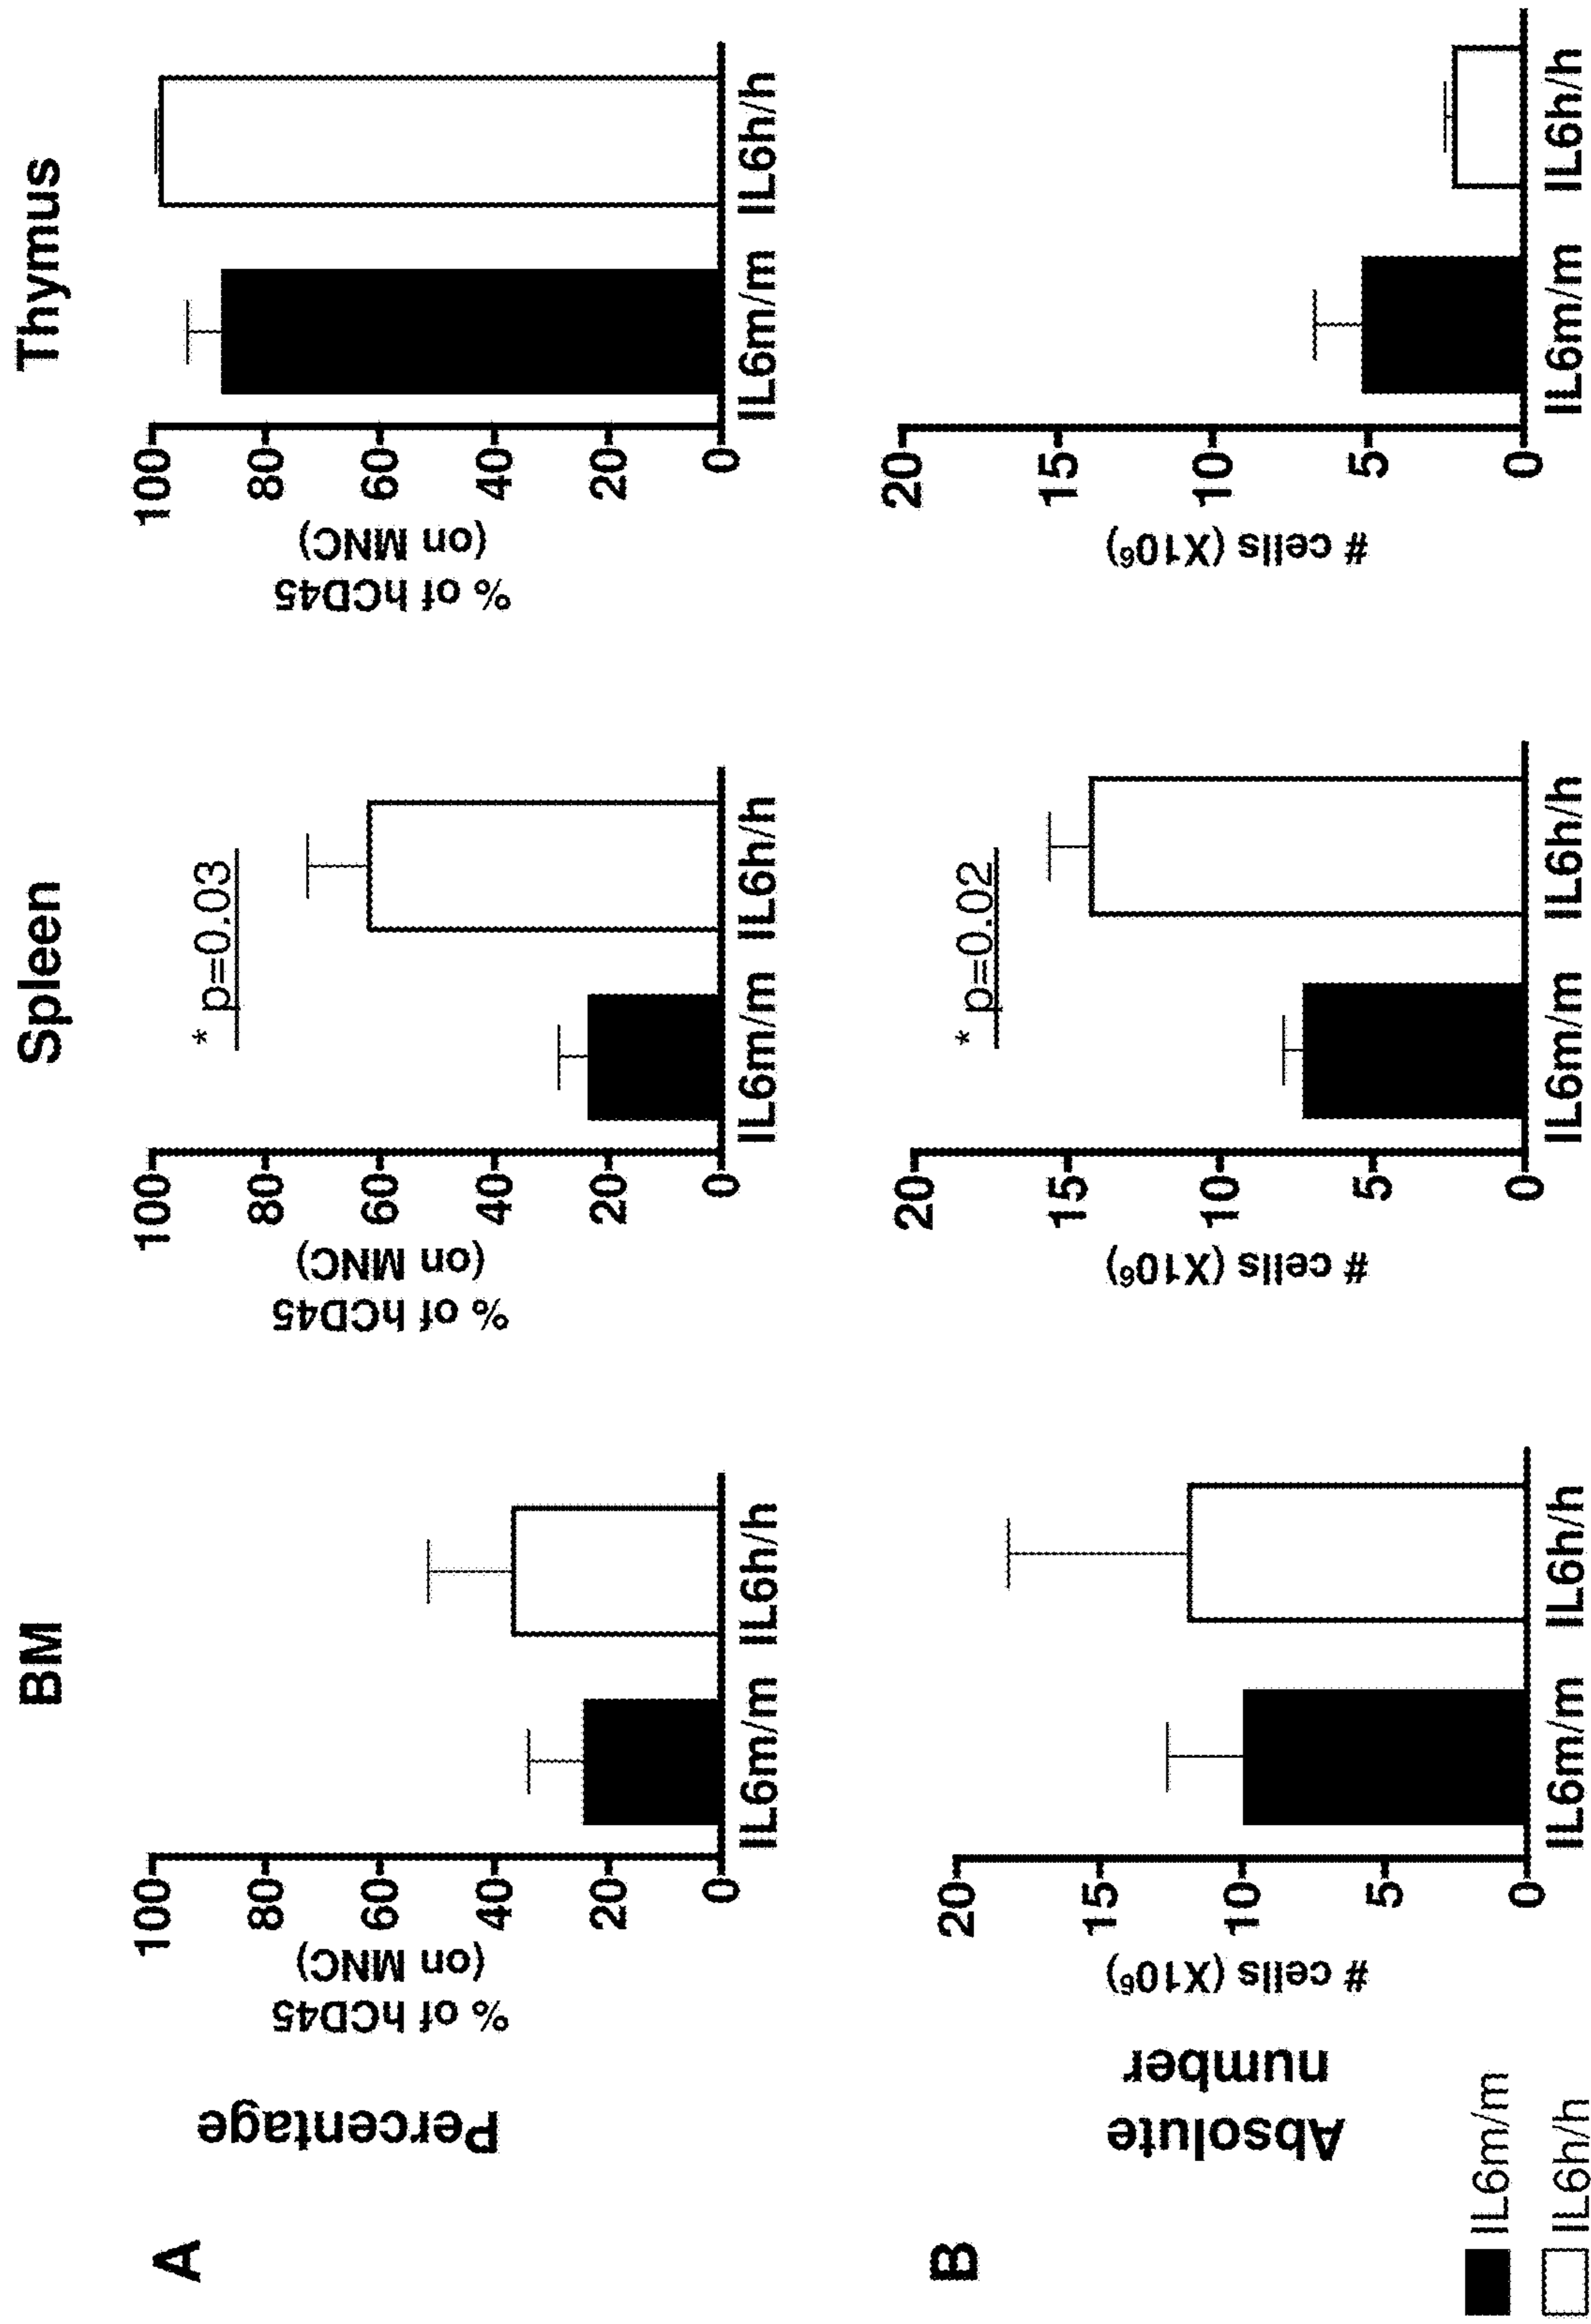 BM
Spleen
Thymus
A
Percentage
% of hCD45
(on MNC)
100
80
60
40
20
0
IL6m/m
IL6h/h
% of hCD45
(on MNC)
100
80
60
40
20
0
* p=0.03
IL6m/m
IL6h/h
% of hCD45
(on MNC)
100
80
60
40
20
0
IL6m/m
IL6h/h
B
Absolute
number
# cells (X10⁶)
20
15
10
5
0
IL6m/m
IL6h/h
# cells (X10⁶)
20
15
10
5
0
* p=0.02
IL6m/m
IL6h/h
# cells (X10⁶)
20
15
10
5
0
IL6m/m
IL6h/h
IL6m/m
IL6h/h